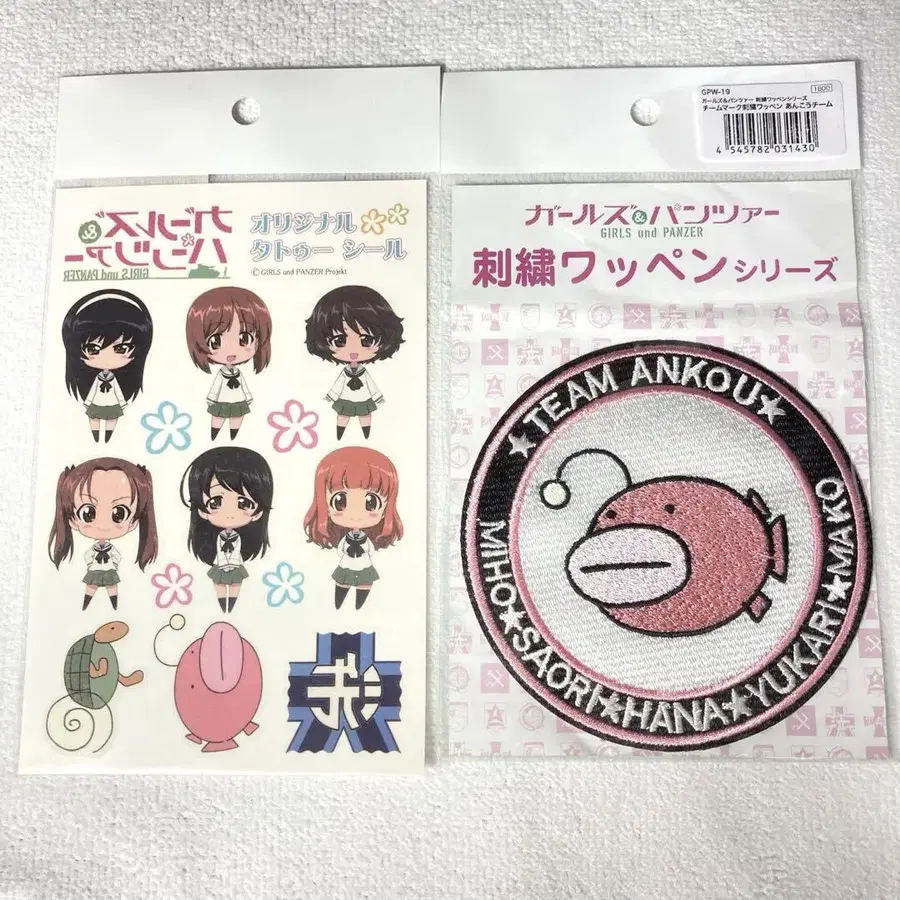 ガールズ&
パンツァー
GIRLS und PANZER
オリジナル
タトゥー シール
©GIRLS und PANZER Projekt
GPW-19
ガールズ&パンツァー 刺繍ワッペンシリーズ
チームマーク刺繍ワッペン あんこうチーム
4 545782 031430
ガールズ&パンツァー
GIRLS und PANZER
刺繍ワッペンシリーズ
★TEAM ANKOU★
MIHO★SAORI★HANA★YUKARI★MAKO